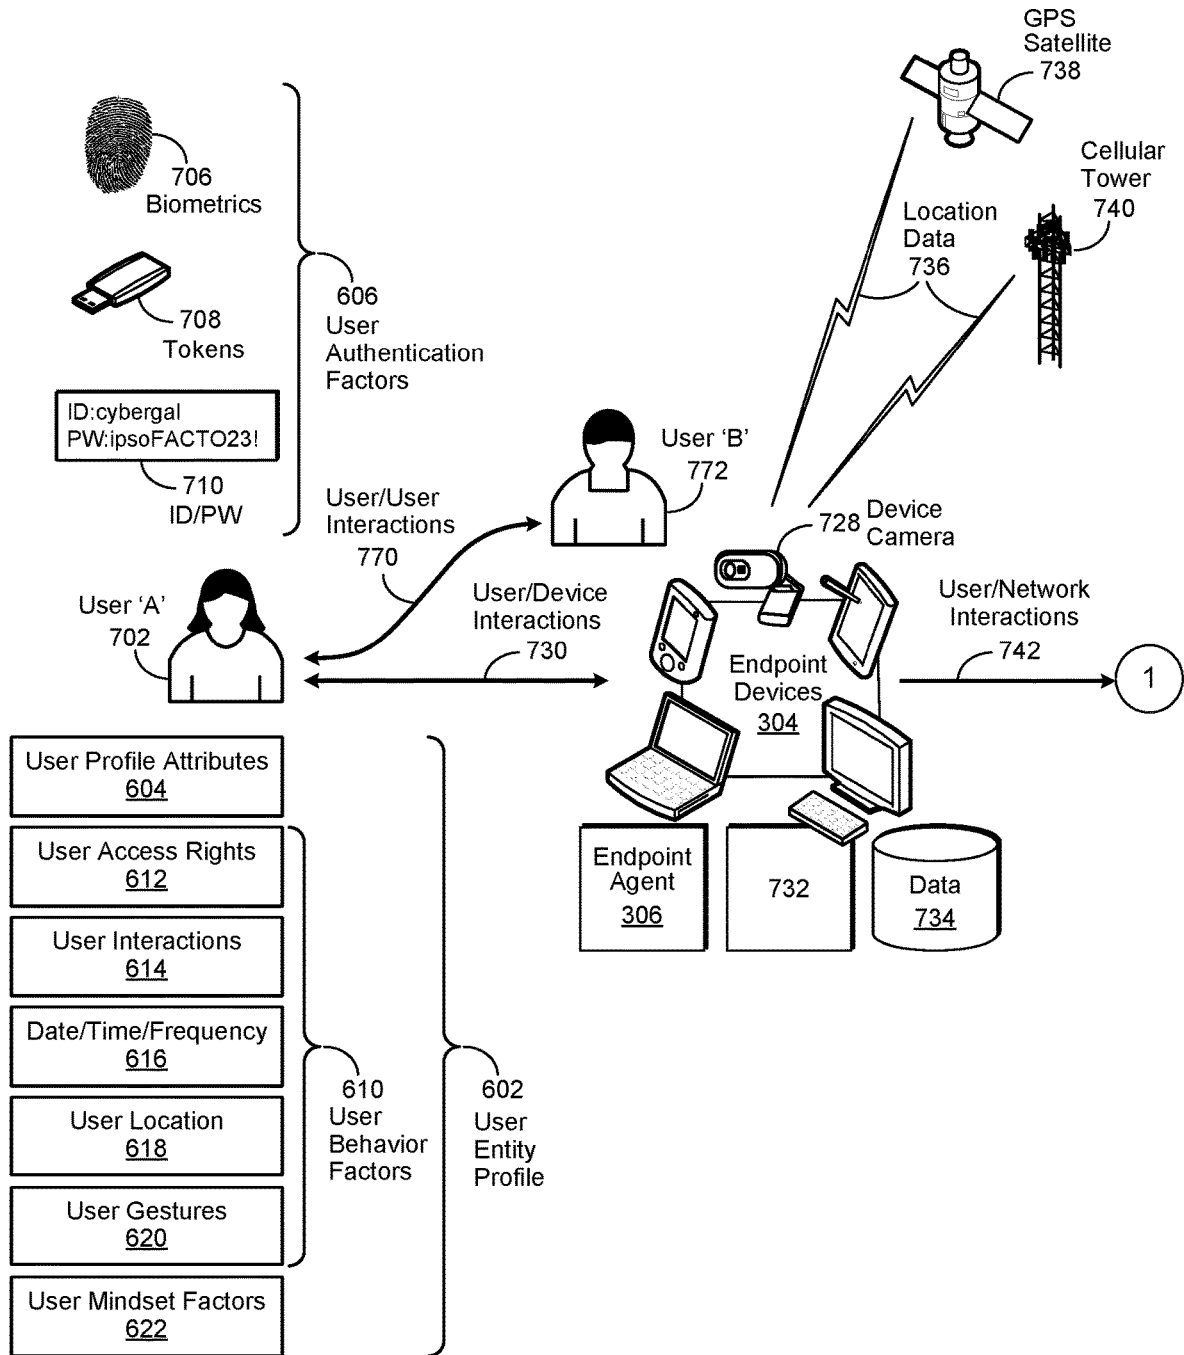 GPS
Satellite
738
706
Biometrics
Cellular
Tower
740
Location
Data
736
708
Tokens
606
User
Authentication
Factors
ID:cybergal
PW:ipsoFACTO23!
710
ID/PW
User ‘B’
772
User/User
Interactions
770
728 Device
Camera
User ‘A’
702
User/Device
Interactions
730
User/Network
Interactions
742
1
Endpoint
Devices
304
User Profile Attributes
604
User Access Rights
612
User Interactions
614
Date/Time/Frequency
616
User Location
618
User Gestures
620
User Mindset Factors
622
610
User
Behavior
Factors
602
User
Entity
Profile
Endpoint
Agent
306
732
Data
734